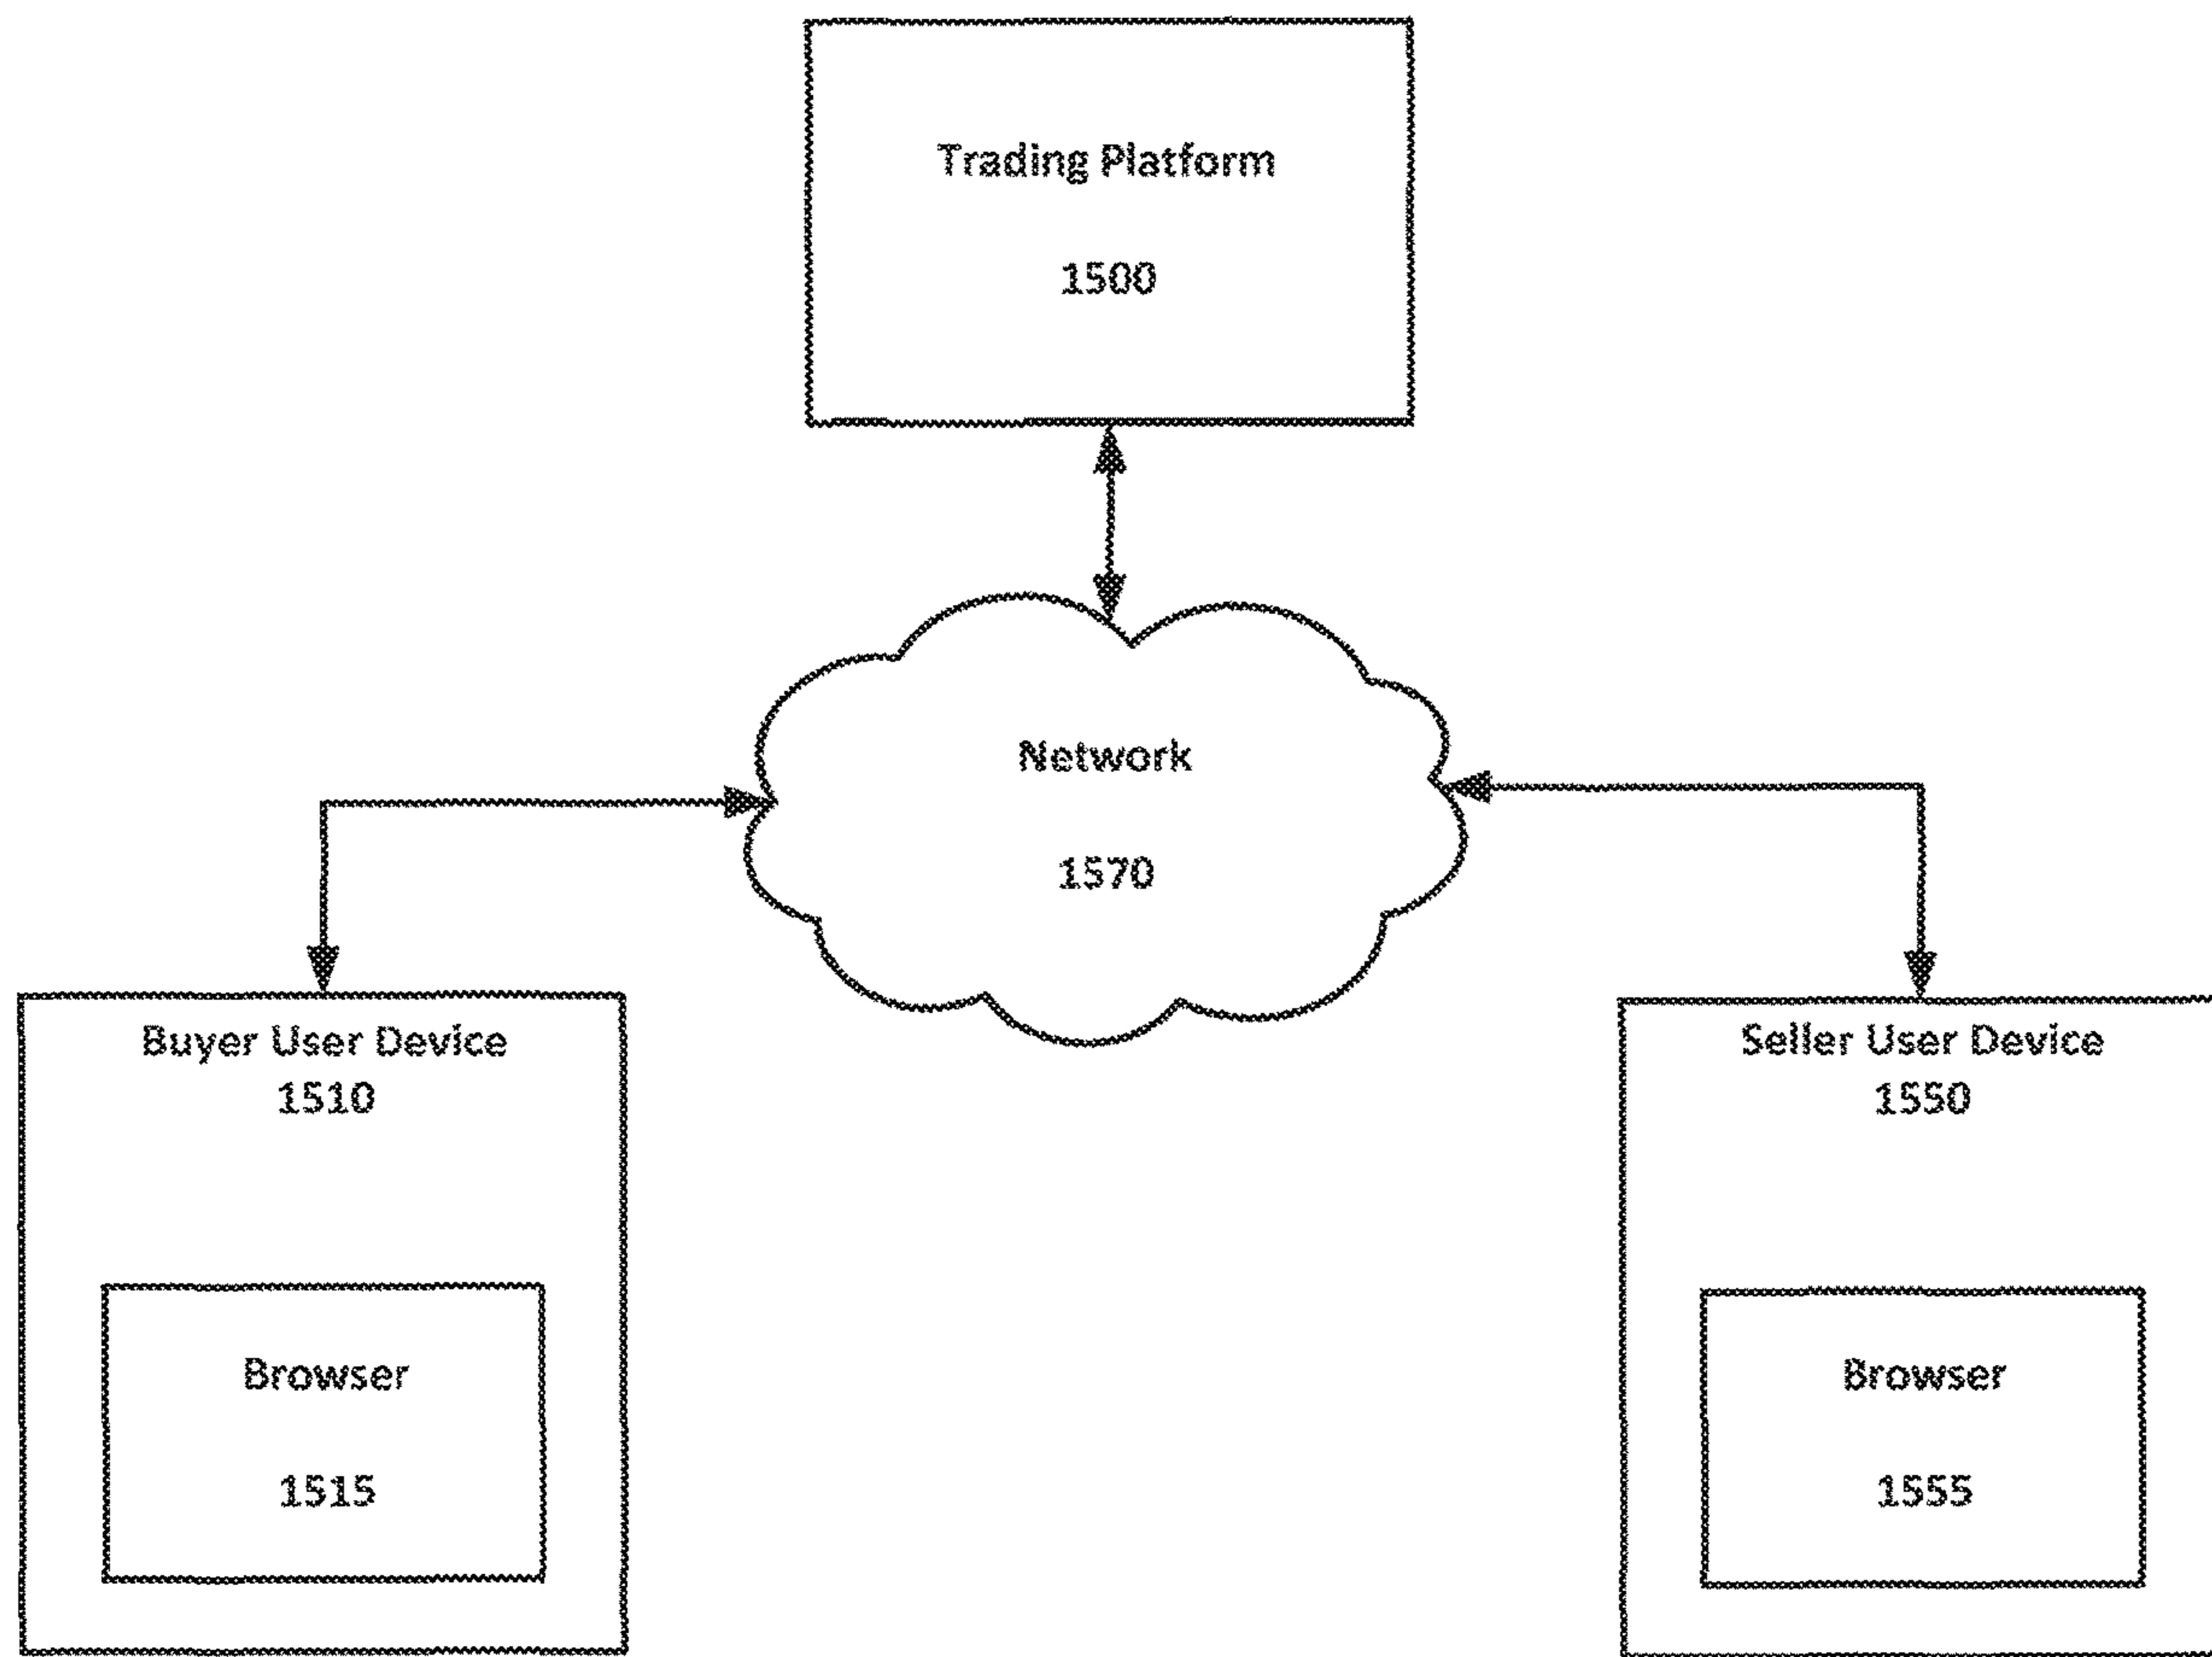 Trading Platform
1500
Network
1570
Buyer User Device
1510
Browser
1515
Seller User Device
1550
Browser
1555